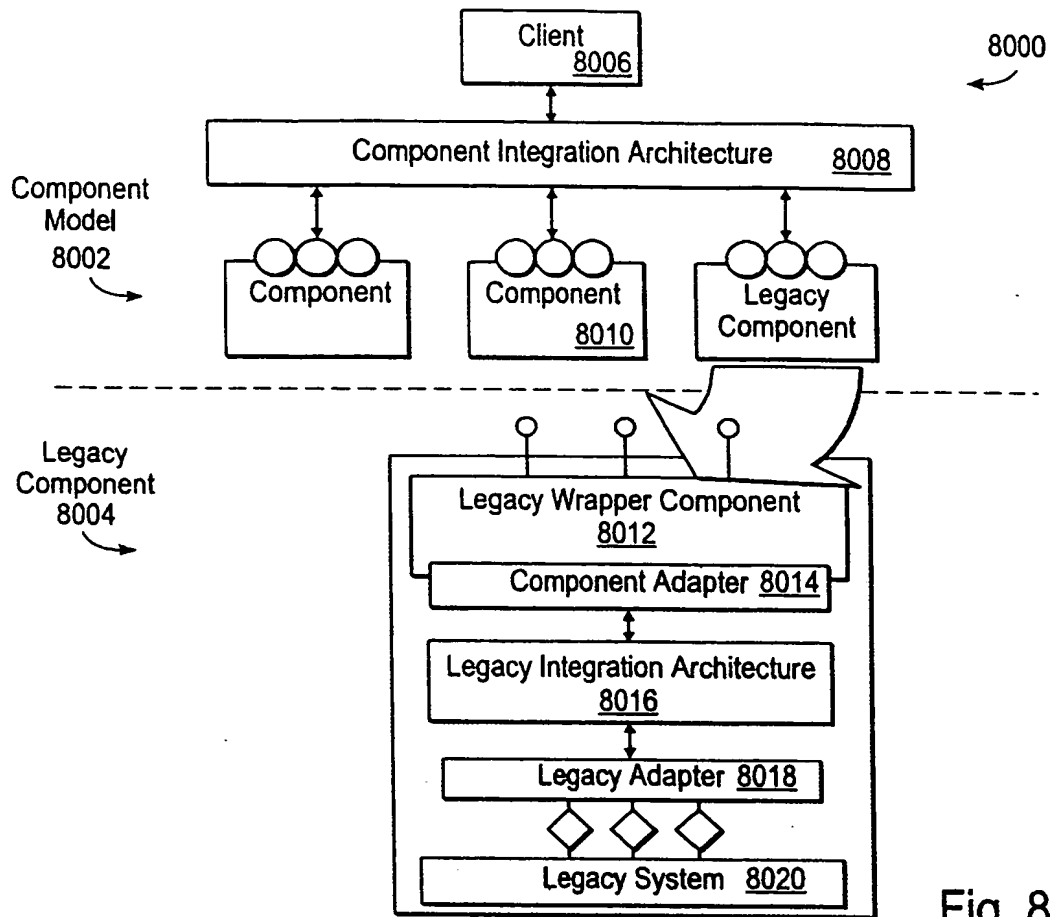 Client
8006
8000
Component Integration Architecture 8008
Component
Model
8002
Component
Component
8010
Legacy
Component
Legacy
Component
8004
Legacy Wrapper Component
8012
Component Adapter 8014
Legacy Integration Architecture
8016
Legacy Adapter 8018
Legacy System 8020
Fig. 8